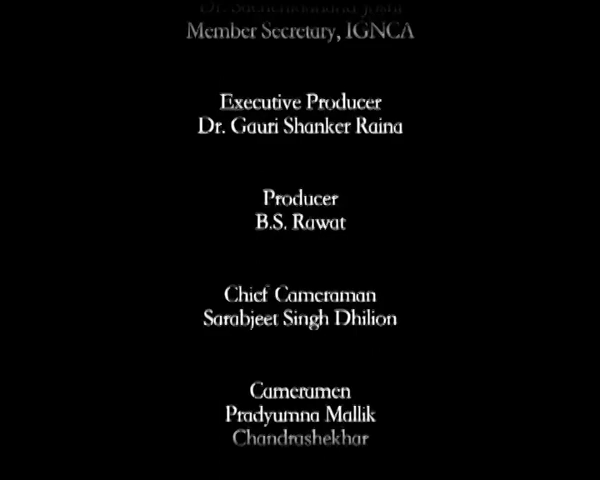 Member Secretary, IGNCA
Executive Producer
Dr. Gauri Shanker Raina
Producer
B.S. Rawat
Chief Cameraman
Sarabjeet Singh Dhilion
Cameramen
Pradyumna Mallik
Chandrashekhar